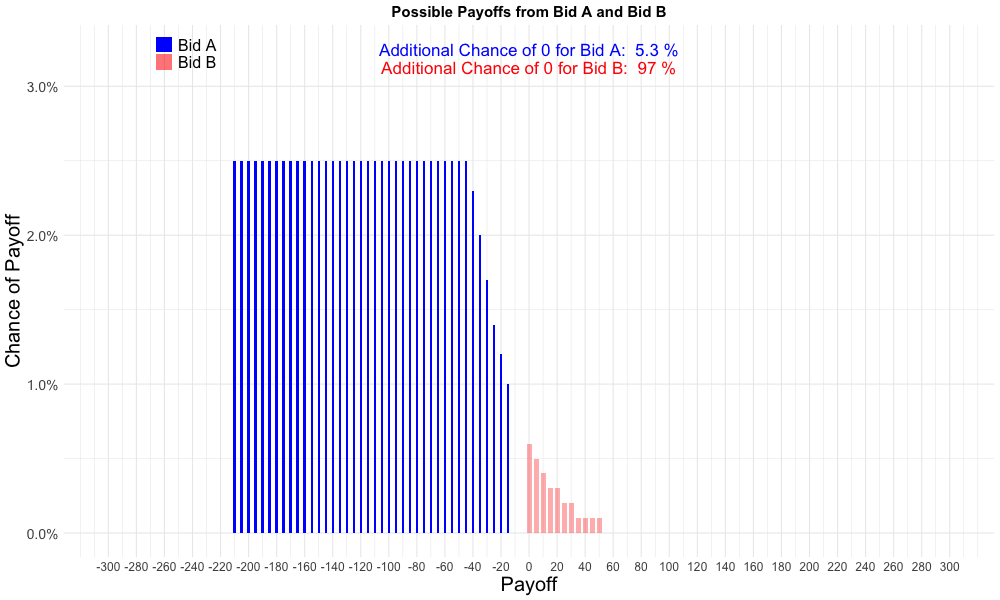 Possible Payoffs from Bid A and Bid B
Bid A
Bid B
Additional Chance of 0 for Bid A: 5.3 %
Additional Chance of 0 for Bid B: 97 %
Chance of Payoff
3.0%
2.0%
1.0%
0.0%
-300 -280 -260 -240 -220 -200 -180 -160 -140 -120 -100 -80 -60 -40 -20 0 20 40 60 80 100 120 140 160 180 200 220 240 260 280 300
Payoff